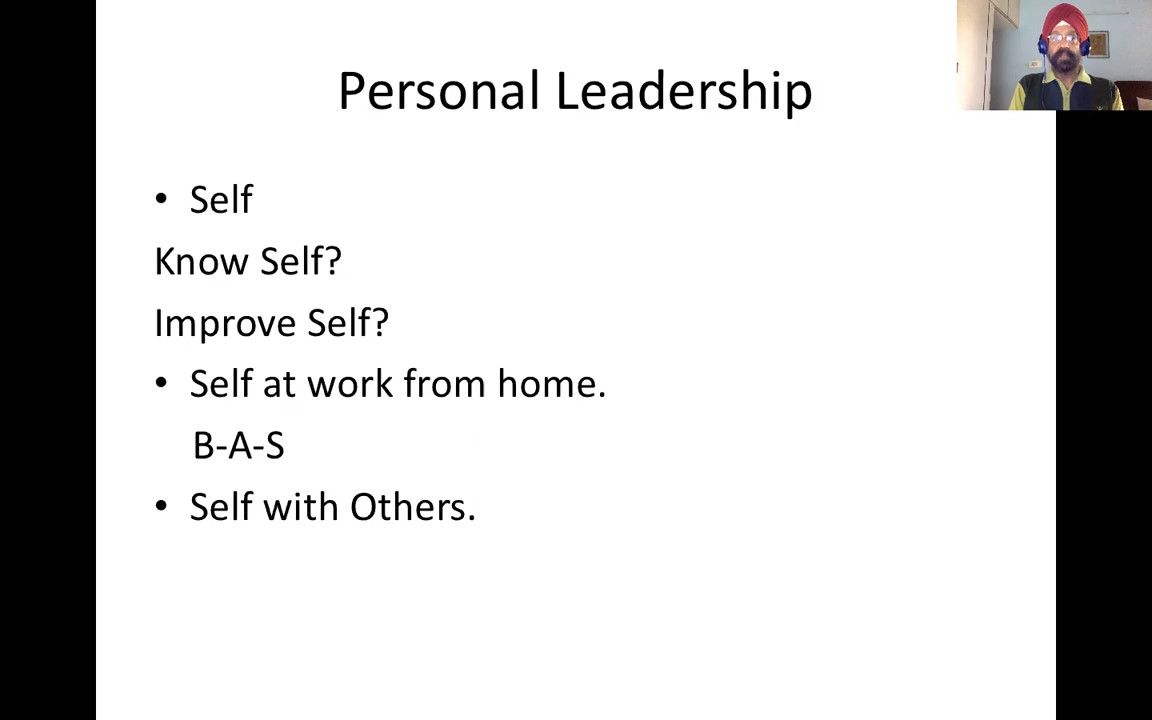 Personal Leadership
• Self
Know Self?
Improve Self?
• Self at work from home.
B-A-S
• Self with Others.